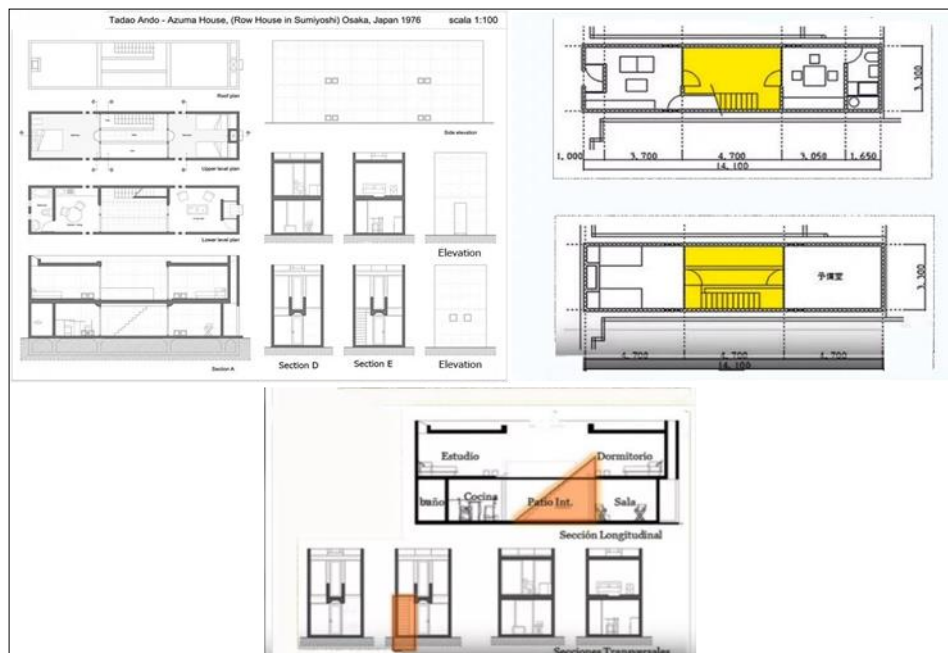 Tadao Ando - Azuma House, (Row House in Sumiyoshi) Osaka, Japan 1976 scala 1:100
Roof plan
Upper level plan
Lower level plan
Section A
Side elevation
Elevation
Section D
Section E
Elevation
3,300
1,000
3,700
4,700
3,050
1,650
14,100
予備室
3,300
4,700
4,700
4,700
14,100
Estudio
Dormitorio
baño
Cocina
Patio Int.
Sala
Sección Longitudinal
Secciones Tranpversales